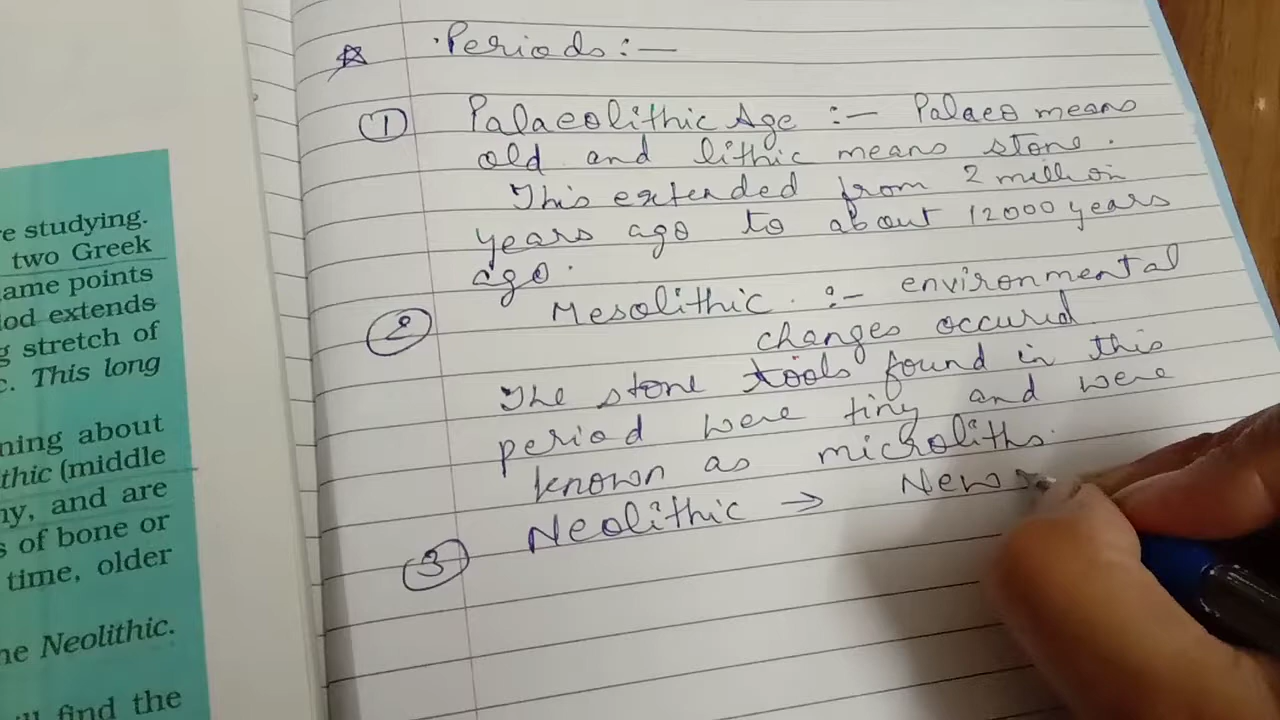 e studying.
two Greek
ame points
iod extends
g stretch of
c. This long
ning about
thic (middle
ny, and are
s of bone or
time, older
he Neolithic.
find the
Periods :—
① Palaeolithic Age :— Palaeo means
old and lithic means stone.
This extended from 2 million
years ago to about 12000 years
ago.
② Mesolithic :— environmental
changes occured
The stone tools found in this
period were tiny and were
known as microliths.
③ Neolithic → New